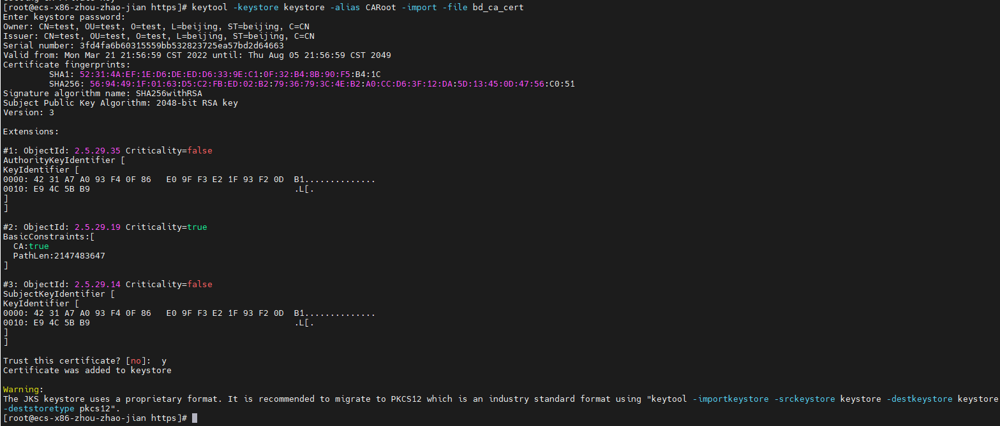 [root@ecs-x86-zhou-zhao-jian https]# keytool -keystore keystore -alias CARoot -import -file bd_ca_cert
Enter keystore password:
Owner: CN=test, OU=test, O=test, L=beijing, ST=beijing, C=CN
Issuer: CN=test, OU=test, O=test, L=beijing, ST=beijing, C=CN
Serial number: 3fd4fa6b60315559bb532823725ea57bd2d64663
Valid from: Mon Mar 21 21:56:59 CST 2022 until: Thu Aug 05 21:56:59 CST 2049
Certificate fingerprints:
SHA1: 52:31:4A:EF:1E:D6:DE:ED:D6:33:9E:C1:0F:32:B4:8B:90:F5:B4:1C
SHA256: 56:94:49:1F:01:63:D5:C2:FB:ED:02:B2:79:36:79:3C:4E:B2:A0:CC:D6:3F:12:DA:5D:13:45:0D:47:56:C0:51
Signature algorithm name: SHA256withRSA
Subject Public Key Algorithm: 2048-bit RSA key
Version: 3
Extensions:
#1: ObjectId: 2.5.29.35 Criticality=false
AuthorityKeyIdentifier [
KeyIdentifier [
0000: 42 31 A7 A0 93 F4 0F 86   E0 9F F3 E2 1F 93 F2 0D  B1..............
0010: E9 4C 5B B9                                        .L[.
]
]
#2: ObjectId: 2.5.29.19 Criticality=true
BasicConstraints:[
CA:true
PathLen:2147483647
]
#3: ObjectId: 2.5.29.14 Criticality=false
SubjectKeyIdentifier [
KeyIdentifier [
0000: 42 31 A7 A0 93 F4 0F 86   E0 9F F3 E2 1F 93 F2 0D  B1..............
0010: E9 4C 5B B9                                        .L[.
]
]
Trust this certificate? [no]:  y
Certificate was added to keystore
Warning:
The JKS keystore uses a proprietary format. It is recommended to migrate to PKCS12 which is an industry standard format using "keytool -importkeystore -srckeystore keystore -destkeystore keystore
-deststoretype pkcs12".
[root@ecs-x86-zhou-zhao-jian https]#